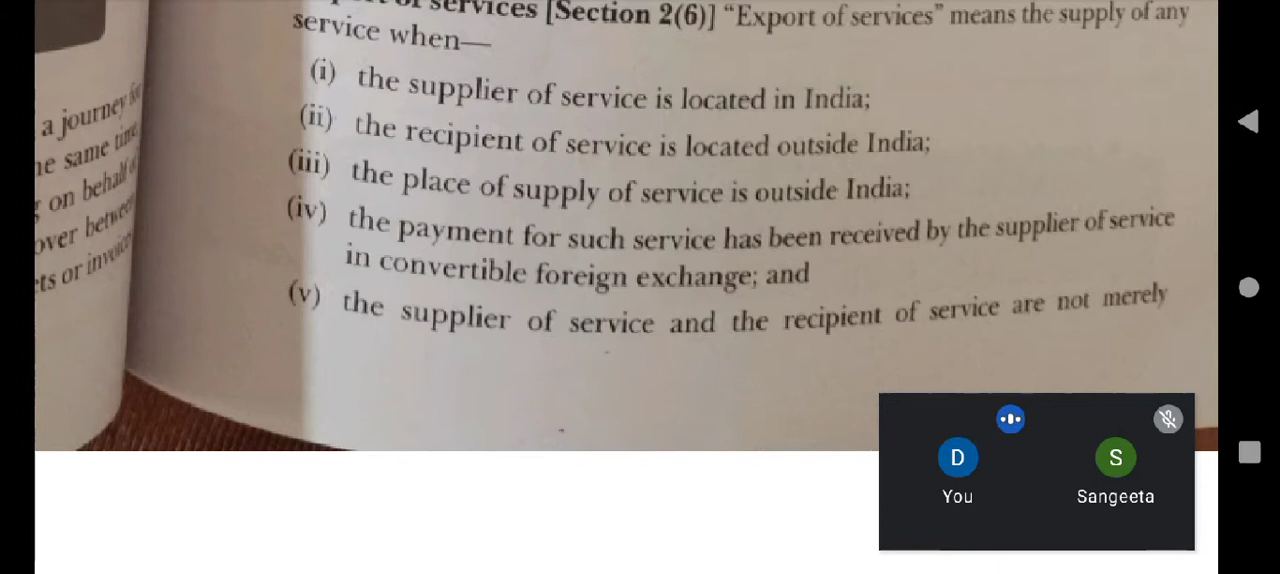 of services [Section 2(6)] "Export of services" means the supply of any
service when—
(i) the supplier of service is located in India;
(ii) the recipient of service is located outside India;
(iii) the place of supply of service is outside India;
(iv) the payment for such service has been received by the supplier of service
in convertible foreign exchange; and
(v) the supplier of service and the recipient of service are not merely
a journey
same time
on behalf
over
or
D
You
S
Sangeeta